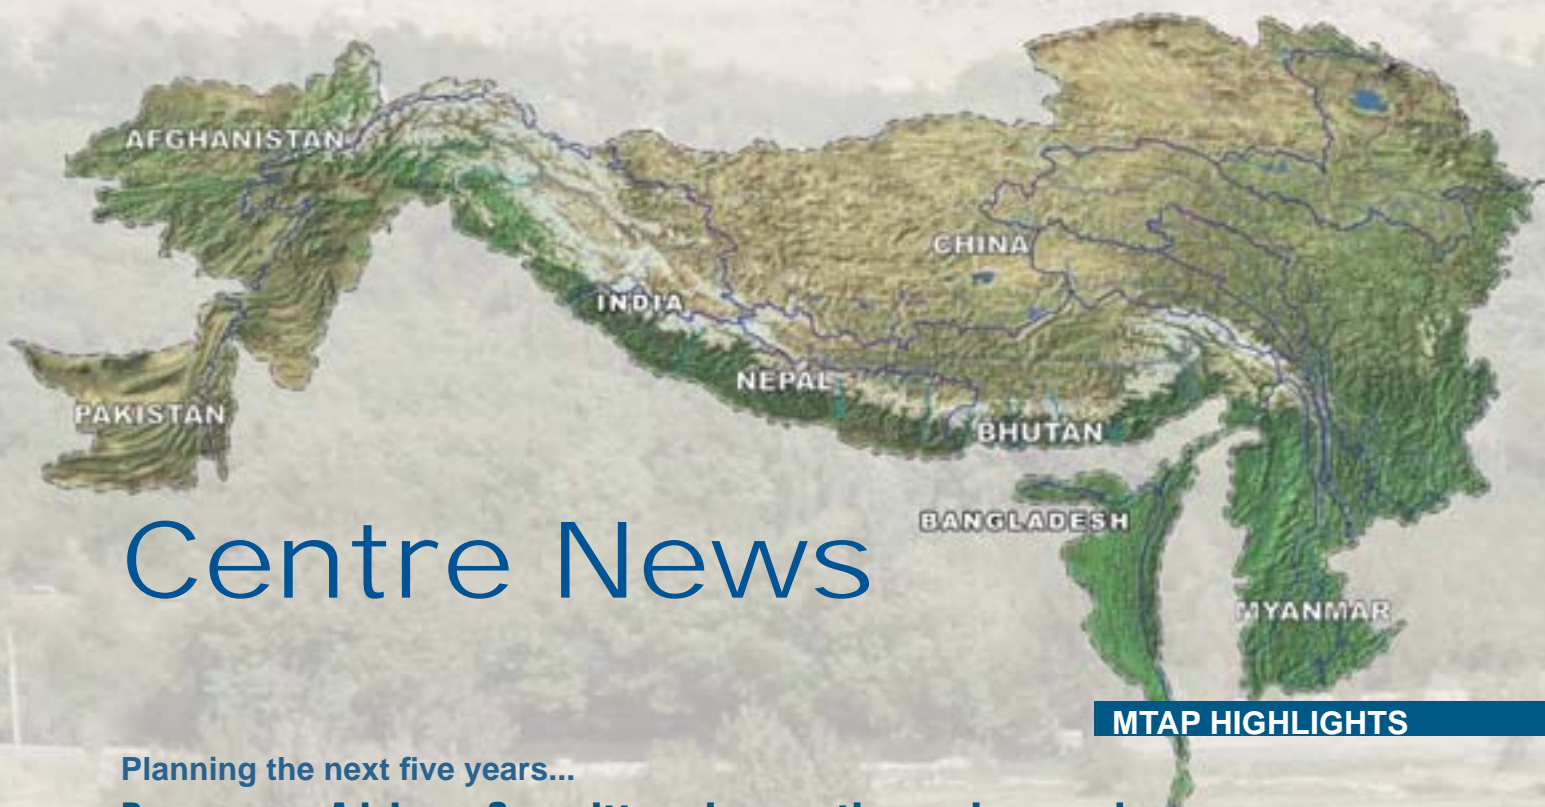 AFGHANISTAN
CHINA
INDIA
NEPAL
PAKISTAN
BHUTAN
BANGLADESH
Centre News
MYANMAR
MTAP HIGHLIGHTS
Planning the next five years...